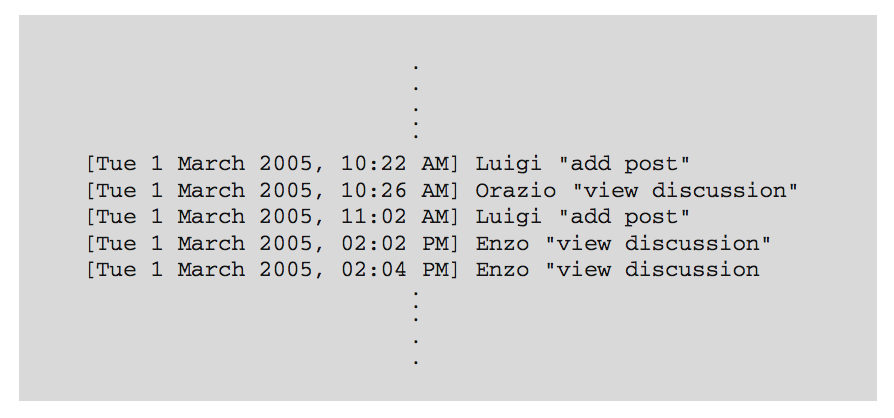 .
.
.
.
.
[Tue 1 March 2005, 10:22 AM] Luigi "add post"
[Tue 1 March 2005, 10:26 AM] Orazio "view discussion"
[Tue 1 March 2005, 11:02 AM] Luigi "add post"
[Tue 1 March 2005, 02:02 PM] Enzo "view discussion"
[Tue 1 March 2005, 02:04 PM] Enzo "view discussion
.
.
.
.
.